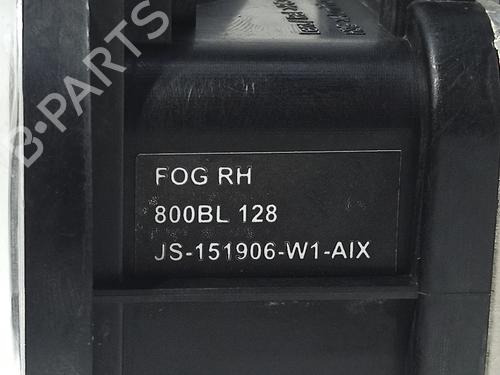 B-PARTS
FOG RH
800BL 128
JS-151906-W1-AIX